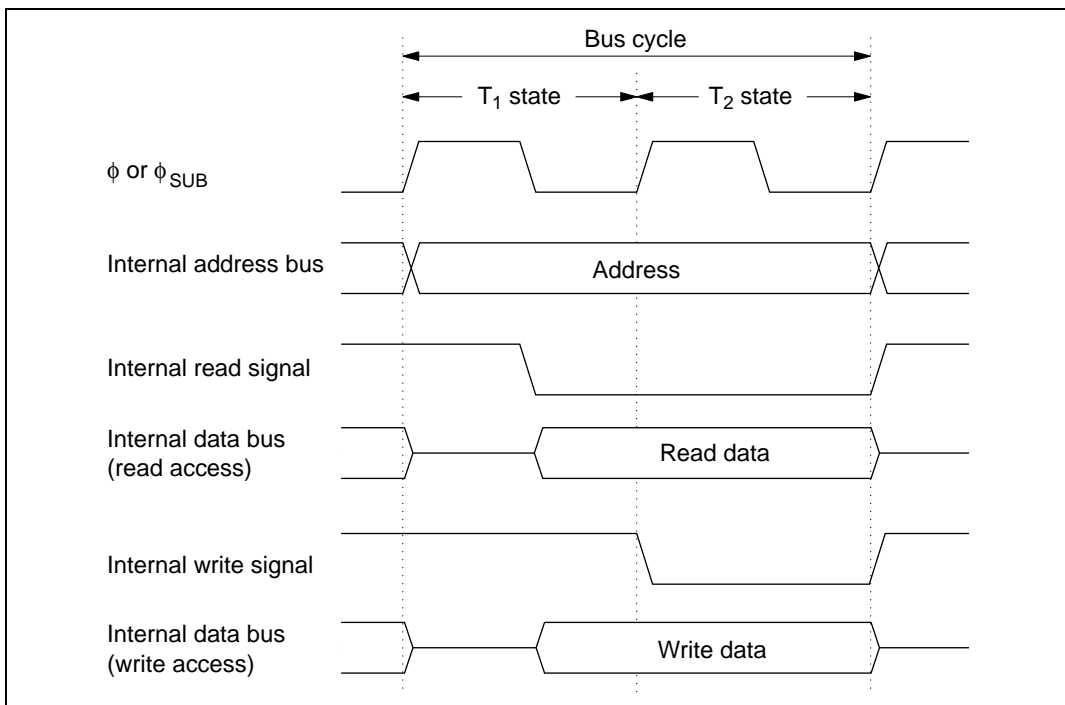 Bus cycle
T₁ state
T₂ state
ϕ or ϕSUB
Internal address bus
Address
Internal read signal
Internal data bus
(read access)
Read data
Internal write signal
Internal data bus
(write access)
Write data